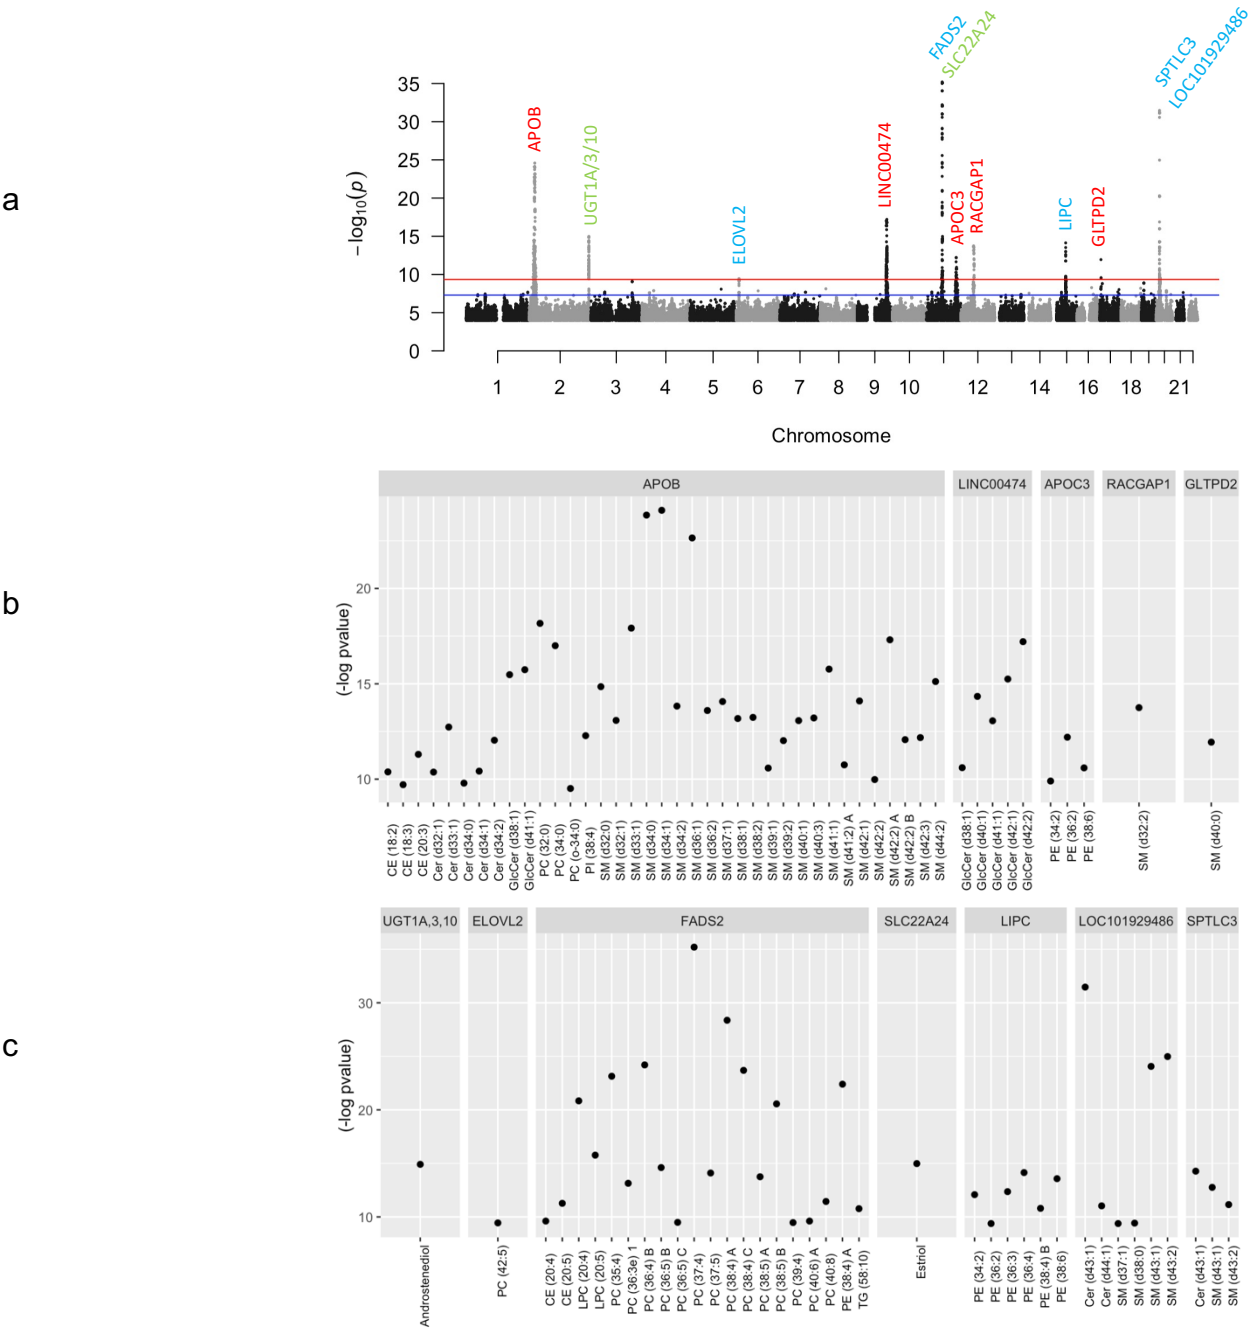 a
FADS2
SLC22A24
SPTLC3
LOC101929486
APOB
UGT1A/3/10
ELOVL2
LINC00474
APOC3
RACGAP1
LIPC
GLTPD2
−log10(p)
35
30
25
20
15
10
5
0
1 2 3 4 5 6 7 8 9 10 12 14 16 18 21
Chromosome
b
APOB LINC00474 APOC3 RACGAP1 GLTPD2
(-log pvalue)
20
15
10
CE (18:2)
CE (18:3)
CE (20:3)
Cer (d32:1)
Cer (d33:1)
Cer (d34:0)
Cer (d34:1)
Cer (d34:2)
GlcCer (d38:1)
GlcCer (d41:1)
PC (32:0)
PC (34:0)
PC (o-34:0)
PI (38:4)
SM (d32:0)
SM (d32:1)
SM (d33:1)
SM (d34:0)
SM (d34:1)
SM (d34:2)
SM (d36:1)
SM (d36:2)
SM (d37:1)
SM (d38:1)
SM (d38:2)
SM (d39:1)
SM (d39:2)
SM (d40:1)
SM (d40:3)
SM (d41:1)
SM (d41:2) A
SM (d42:1)
SM (d42:2)
SM (d42:2) A
SM (d42:2) B
SM (d42:3)
SM (d44:2)
GlcCer (d38:1)
GlcCer (d40:1)
GlcCer (d41:1)
GlcCer (d42:1)
GlcCer (d42:2)
PE (34:2)
PE (36:2)
PE (38:6)
SM (d32:2)
SM (d40:0)
c
UGT1A,3,10 ELOVL2 FADS2 SLC22A24 LIPC LOC101929486 SPTLC3
(-log pvalue)
30
20
10
Androstenediol
PC (42:5)
CE (20:4)
CE (20:5)
LPC (20:4)
LPC (20:5)
PC (35:4)
PC (36:3e) 1
PC (36:4) B
PC (36:5) B
PC (36:5) C
PC (37:4)
PC (37:5)
PC (38:4) A
PC (38:4) C
PC (38:5) A
PC (38:5) B
PC (39:4)
PC (40:6) A
PC (40:8)
PE (38:4) A
TG (58:10)
Estriol
PE (34:2)
PE (36:2)
PE (36:3)
PE (36:4)
PE (38:4) B
PE (38:6)
Cer (d43:1)
Cer (d44:1)
SM (d37:1)
SM (d38:0)
SM (d43:1)
SM (d43:2)
Cer (d43:1)
SM (d43:1)
SM (d43:2)